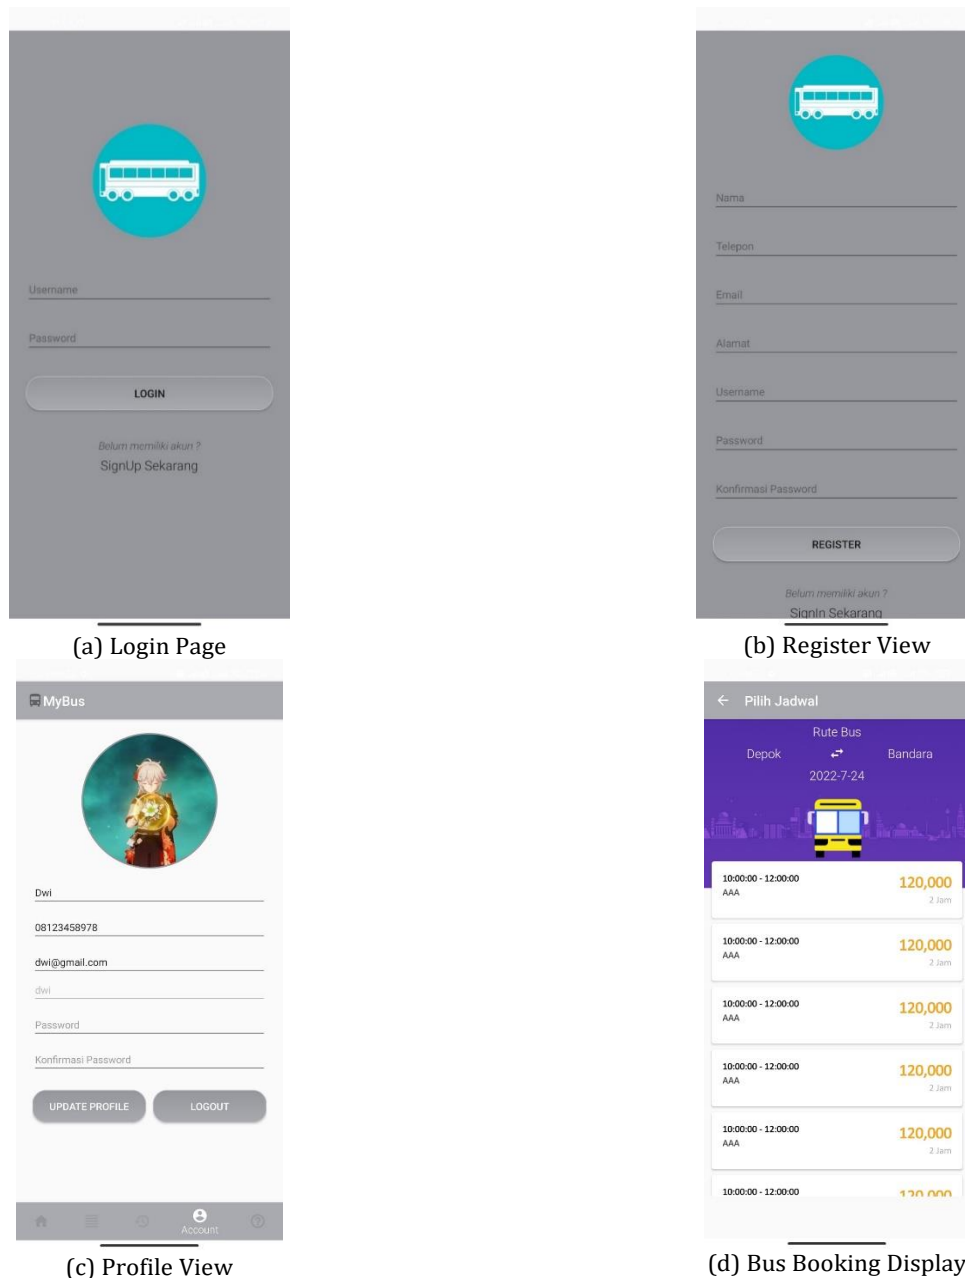 Username
Password
LOGIN
Belum memiliki akun ?
SignUp Sekarang
(a) Login Page
Nama
Telepon
Email
Alamat
Username
Password
Konfirmasi Password
REGISTER
Belum memiliki akun ?
SignIn Sekarang
(b) Register View
MyBus
Dwi
08123458978
dwi@gmail.com
dwi
Password
Konfirmasi Password
UPDATE PROFILE LOGOUT
Account
(c) Profile View
Pilih Jadwal
Rute Bus
Depok Bandara
2022-7-24
10:00:00 - 12:00:00
AAA
120,000
2 Jam
10:00:00 - 12:00:00
AAA
120,000
2 Jam
10:00:00 - 12:00:00
AAA
120,000
2 Jam
10:00:00 - 12:00:00
AAA
120,000
2 Jam
10:00:00 - 12:00:00
AAA
120,000
2 Jam
10:00:00 - 12:00:00
120,000
(d) Bus Booking Display